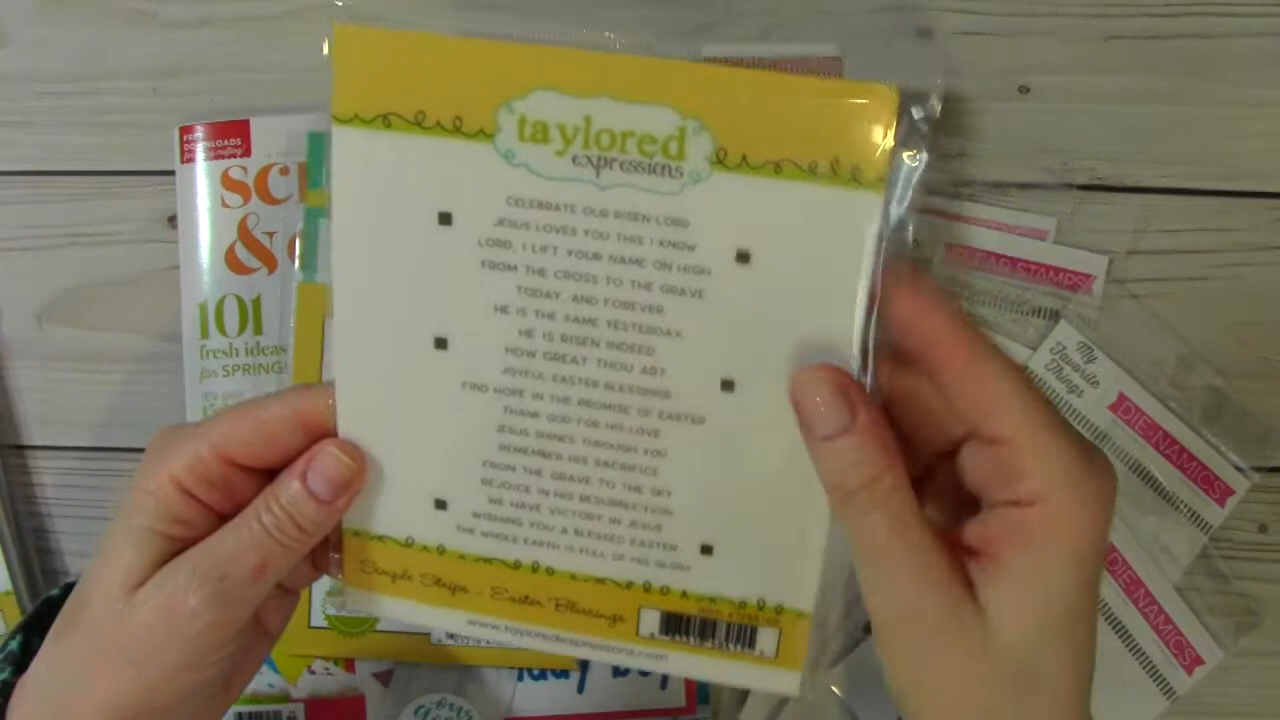 taylored
expressions
CELEBRATE OUR RISEN LORD
JESUS LOVES YOU THIS I KNOW
LORD, I LIFT YOUR NAME ON HIGH
FROM THE CROSS TO THE GRAVE
TODAY, AND FOREVER.
HE IS THE SAME YESTERDAY,
HE IS RISEN INDEED
HOW GREAT THOU ART
JOYFUL EASTER BLESSINGS
FIND HOPE IN THE PROMISE OF EASTER
THANK GOD FOR HIS LOVE
JESUS SHINES THROUGH YOU
REMEMBER HIS SACRIFICE
FROM THE GRAVE TO THE SKY
REJOICE IN HIS RESURRECTION
WE HAVE VICTORY IN JESUS
WISHING YOU A BLESSED EASTER
THE WHOLE EARTH IS FULL OF HIS GLORY
Simple Strips - Easter Blessings
www.tayloredexpressions.com
FREE
DOWNLOADS
&
101
fresh ideas
for SPRING!
CLEAR STAMPS
My
Favorite
Things
DIE-NAMICS
DIE-NAMICS